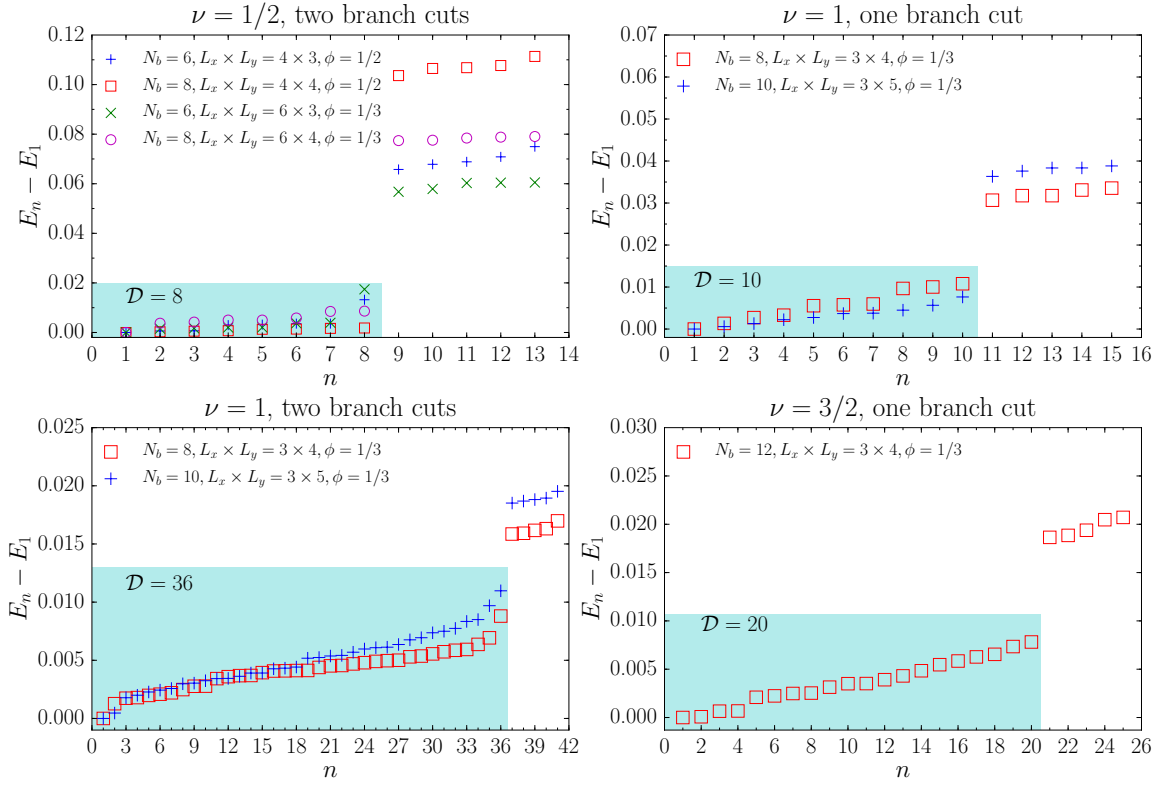 ν = 1/2, two branch cuts
N_b = 6, L_x × L_y = 4 × 3, ϕ = 1/2
N_b = 8, L_x × L_y = 4 × 4, ϕ = 1/2
N_b = 6, L_x × L_y = 6 × 3, ϕ = 1/3
N_b = 8, L_x × L_y = 6 × 4, ϕ = 1/3
E_n − E_1
0.12
0.10
0.08
0.06
0.04
0.02
0.00
𝒟 = 8
0 1 2 3 4 5 6 7 8 9 10 11 12 13 14
n
ν = 1, one branch cut
N_b = 8, L_x × L_y = 3 × 4, ϕ = 1/3
N_b = 10, L_x × L_y = 3 × 5, ϕ = 1/3
E_n − E_1
0.07
0.06
0.05
0.04
0.03
0.02
0.01
0.00
𝒟 = 10
0 1 2 3 4 5 6 7 8 9 10 11 12 13 14 15 16
n
ν = 1, two branch cuts
N_b = 8, L_x × L_y = 3 × 4, ϕ = 1/3
N_b = 10, L_x × L_y = 3 × 5, ϕ = 1/3
E_n − E_1
0.025
0.020
0.015
0.010
0.005
0.000
𝒟 = 36
0 3 6 9 12 15 18 21 24 27 30 33 36 39 42
n
ν = 3/2, one branch cut
N_b = 12, L_x × L_y = 3 × 4, ϕ = 1/3
E_n − E_1
0.030
0.025
0.020
0.015
0.010
0.005
0.000
𝒟 = 20
0 2 4 6 8 10 12 14 16 18 20 22 24 26
n